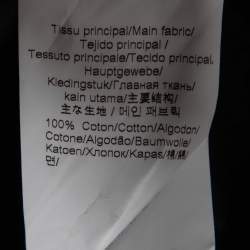 Tissu principal/Main fabric/
Tejido principal /
Tessuto principale/Tecido principal.
Hauptgewebe/
Kledingstuk/Главная ткань/
kain utama/主要结构/
主な生地 / 메인 패브릭
100% Coton/Cotton/Algodon/
Cotone/Algodão/Baumwolle/
Katoen/Хлопок/Kapas/棉/綿/
면/